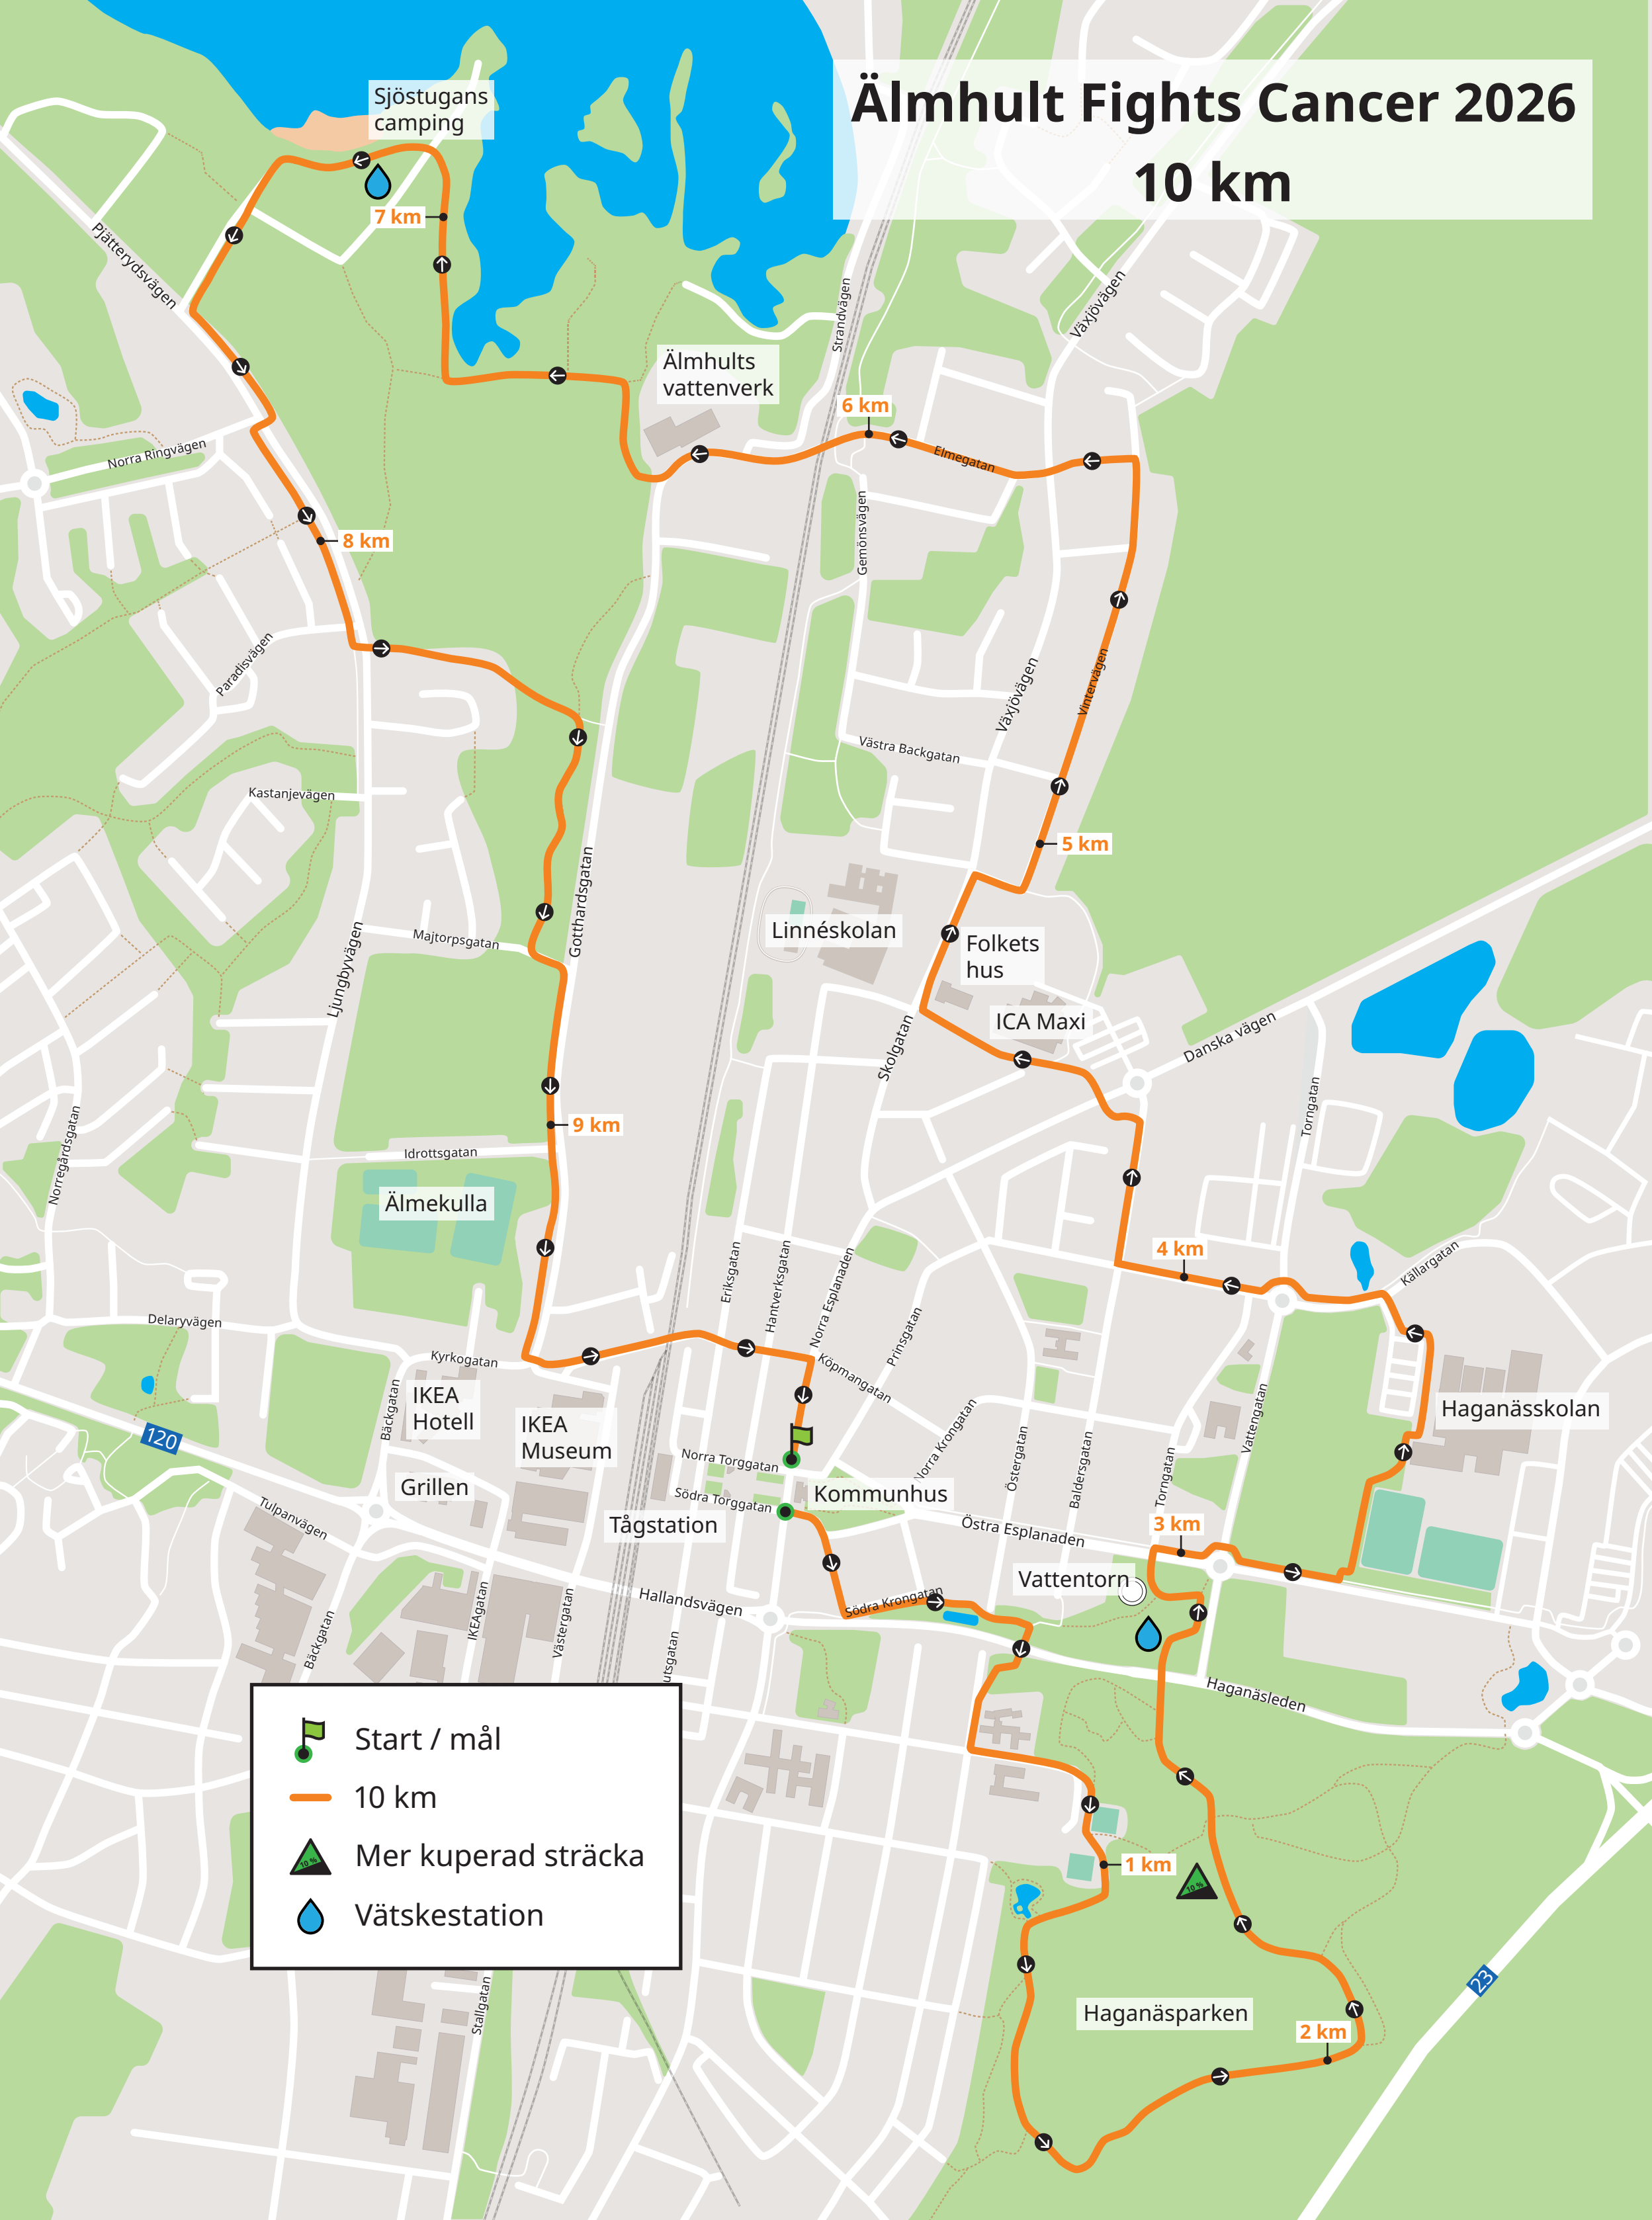 Älmhult Fights Cancer 2026
10 km
Sjöstugans
camping
7 km
Pjätterydsvägen
Strandvägen
Växjövägen
Älmhults
vattenverk
6 km
Elmegatan
Norra Ringvägen
8 km
Gemönsvägen
Paradisvägen
Växjövägen
Vintervägen
Västra Backgatan
Kastanjevägen
5 km
Gotthardsgatan
Majtorpsgatan
Ljungbyvägen
Linnéskolan
Folkets
hus
ICA Maxi
Skolgatan
Danska vägen
Torngatan
9 km
Norregårdsgatan
Idrottsgatan
Älmekulla
4 km
Källargatan
Eriksgatan
Hantverksgatan
Norra Esplanaden
Prinsgatan
Delaryvägen
Kyrkogatan
Köpmangatan
IKEA
Hotell
IKEA
Museum
Bäckgatan
120
Haganässkolan
Vattengatan
Norra Krongatan
Östergatan
Baldersgatan
Torngatan
Norra Torggatan
Södra Torggatan
Kommunhus
Grillen
Tulpanvägen
Tågstation
Östra Esplanaden
3 km
Vattentorn
Hallandsvägen
Södra Krongatan
Bäckgatan
IKEAgatan
Västergatan
utsgatan
Haganäsleden
Start / mål
10 km
10 %
Mer kuperad sträcka
Vätskestation
1 km
10 %
Stallgatan
Haganäsparken
2 km
23